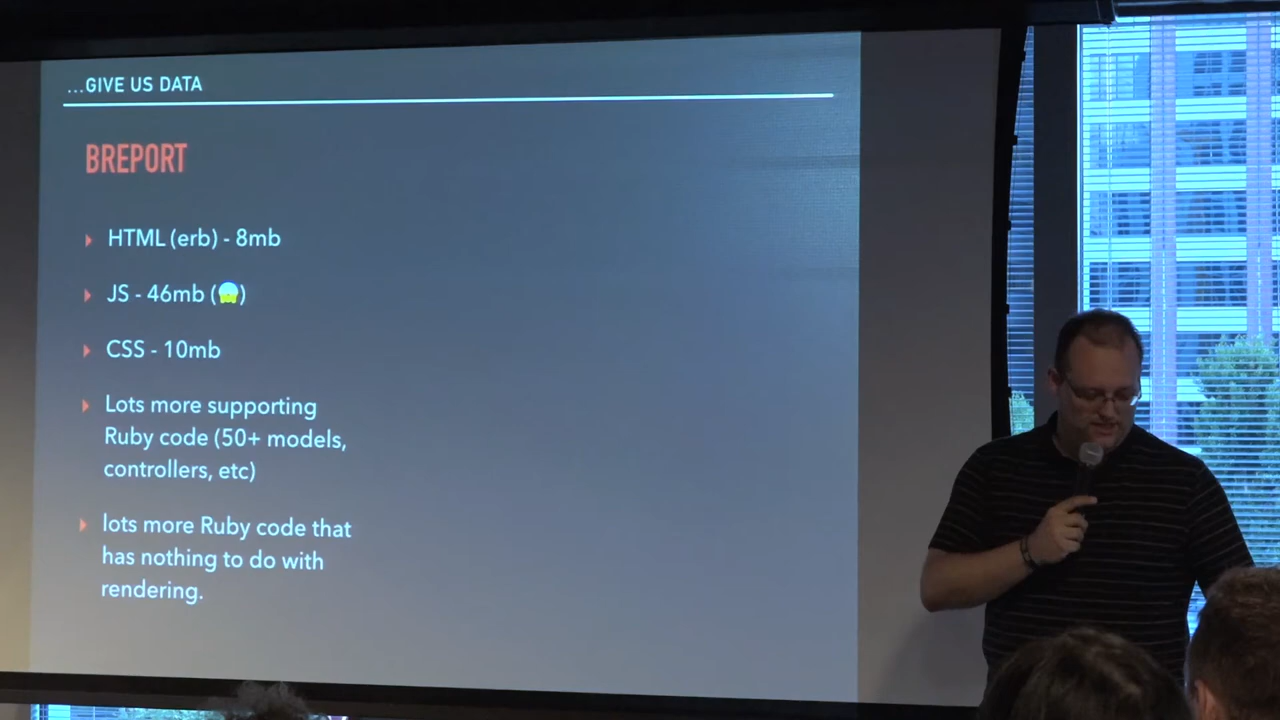 ...GIVE US DATA
BREPORT
HTML (erb) - 8mb
JS - 46mb (😱)
CSS - 10mb
Lots more supporting
Ruby code (50+ models,
controllers, etc)
lots more Ruby code that
has nothing to do with
rendering.